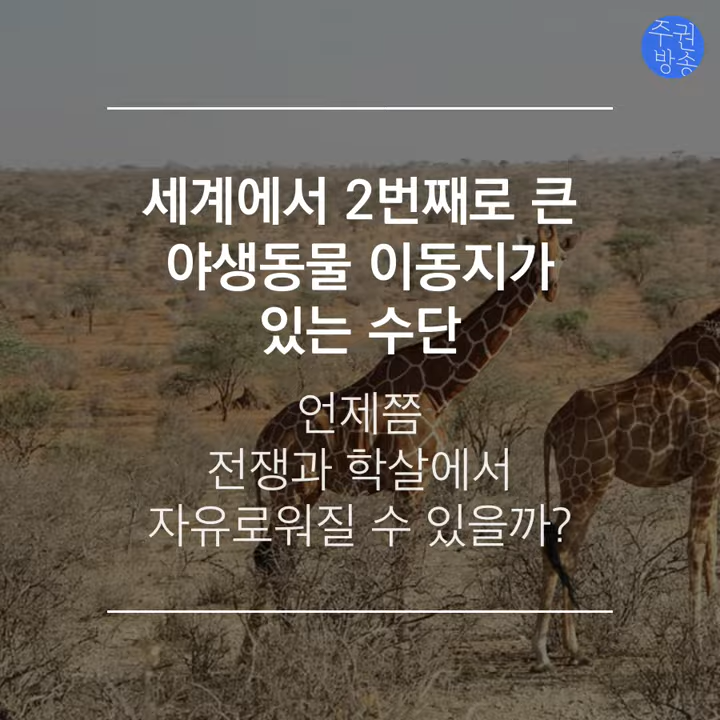 주권
방송
세계에서 2번째로 큰
야생동물 이동지가
있는 수단
언제쯤
전쟁과 학살에서
자유로워질 수 있을까?